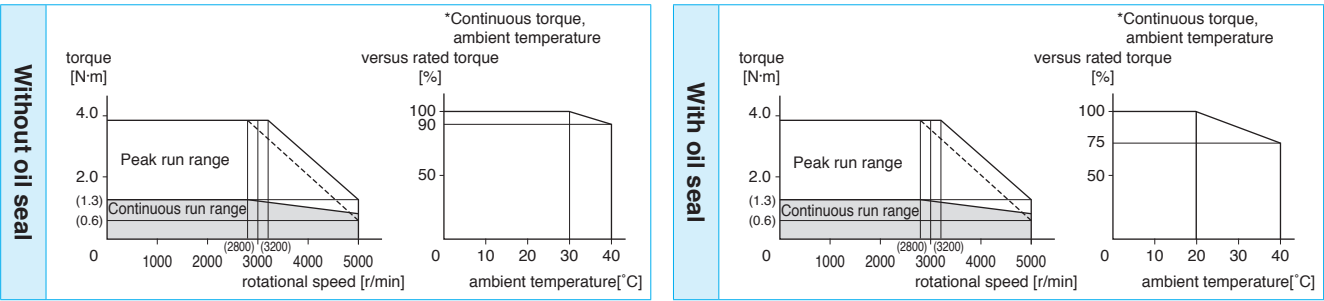 Without oil seal
torque
[N·m]
4.0
2.0
(1.3)
(0.6)
0
Peak run range
Continuous run range
(2800) (3200)
1000 2000 3000 4000 5000
rotational speed [r/min]
*Continuous torque,
ambient temperature
versus rated torque
[%]
100
90
50
0
10 20 30 40
ambient temperature[˚C]
With oil seal
torque
[N·m]
4.0
2.0
(1.3)
(0.6)
0
Peak run range
Continuous run range
(2800) (3200)
1000 2000 3000 4000 5000
rotational speed [r/min]
*Continuous torque,
ambient temperature
versus rated torque
[%]
100
75
50
0
10 20 30 40
ambient temperature[˚C]